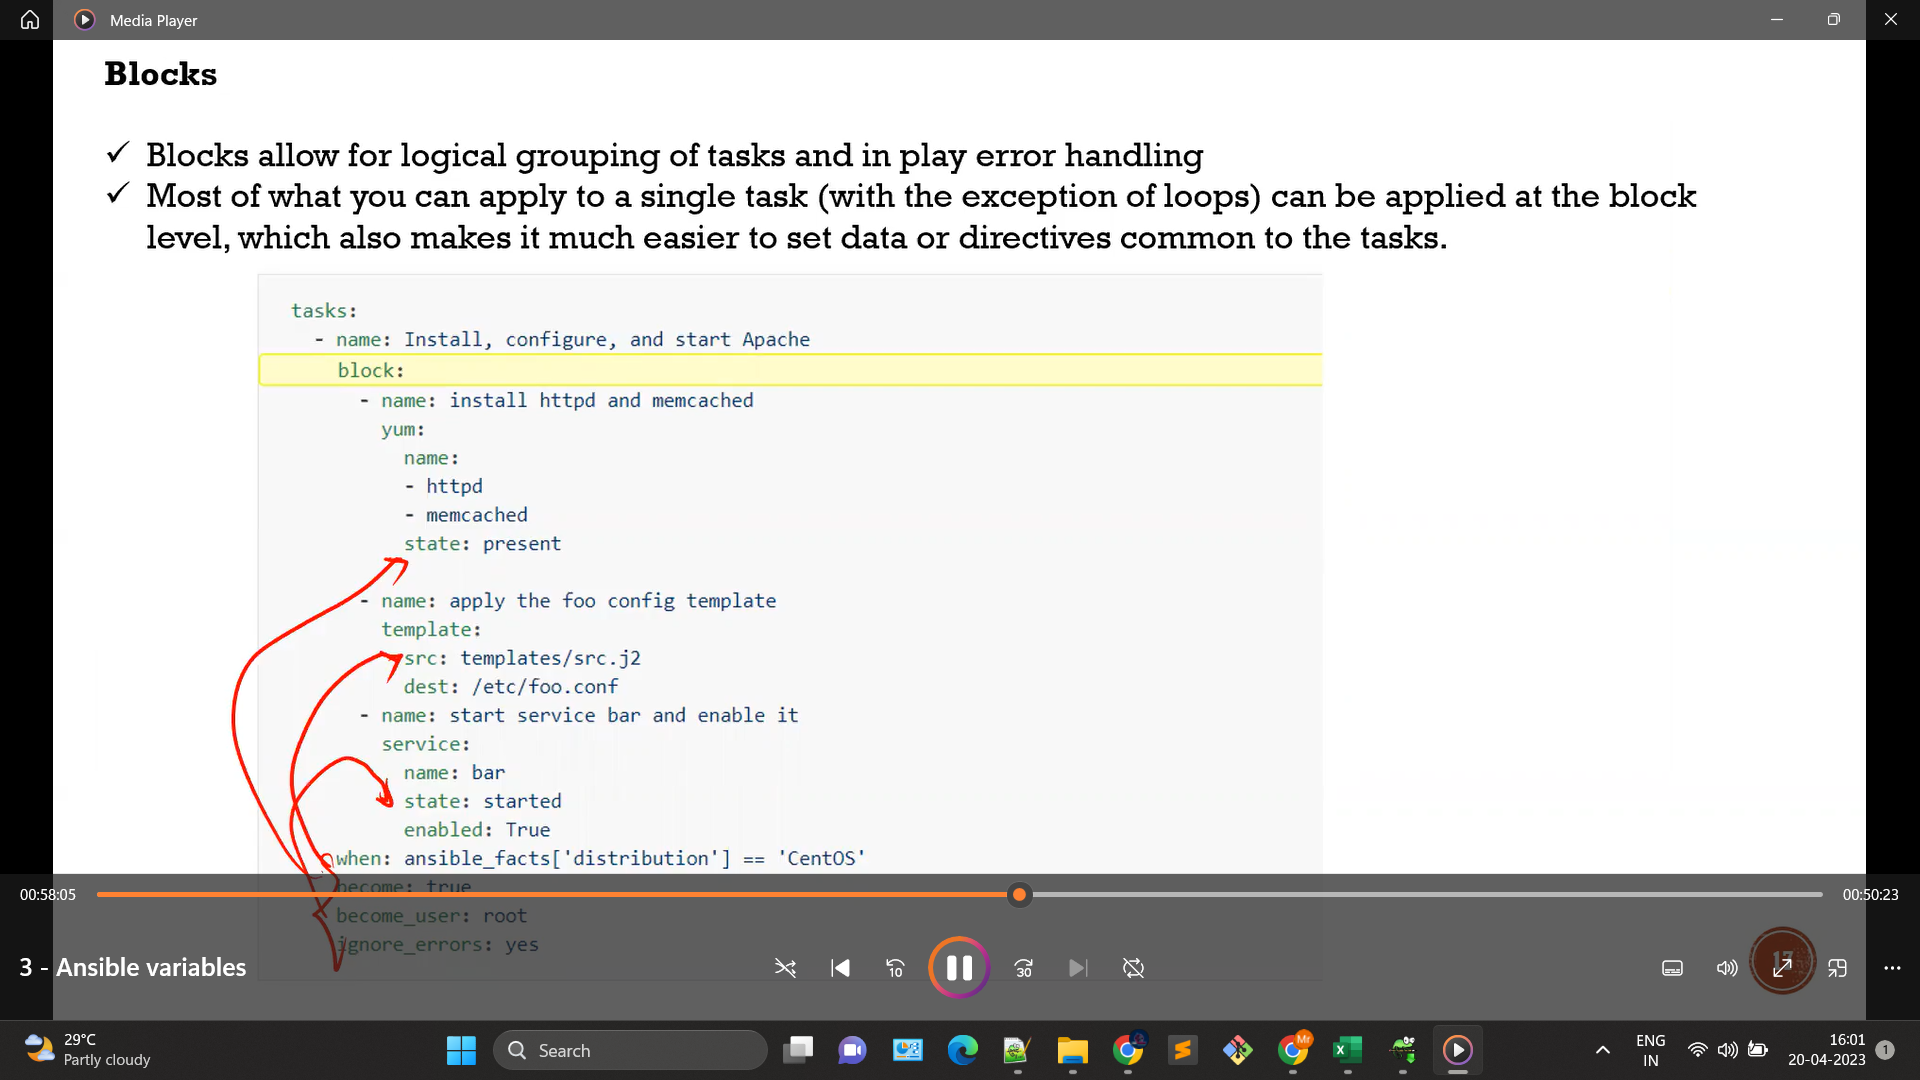 Media Player
Blocks
✓ Blocks allow for logical grouping of tasks and in play error handling
✓ Most of what you can apply to a single task (with the exception of loops) can be applied at the block
level, which also makes it much easier to set data or directives common to the tasks.
tasks:
  - name: Install, configure, and start Apache
    block:
      - name: install httpd and memcached
        yum:
          name:
          - httpd
          - memcached
          state: present
      - name: apply the foo config template
        template:
          src: templates/src.j2
          dest: /etc/foo.conf
      - name: start service bar and enable it
        service:
          name: bar
          state: started
          enabled: True
    when: ansible_facts['distribution'] == 'CentOS'
    become: true
00:58:05 00:50:23
    become_user: root
    ignore_errors: yes
3 - Ansible variables
10
30
17
29°C
Partly cloudy
Search
Mr
ENG
IN
16:01
20-04-2023
1